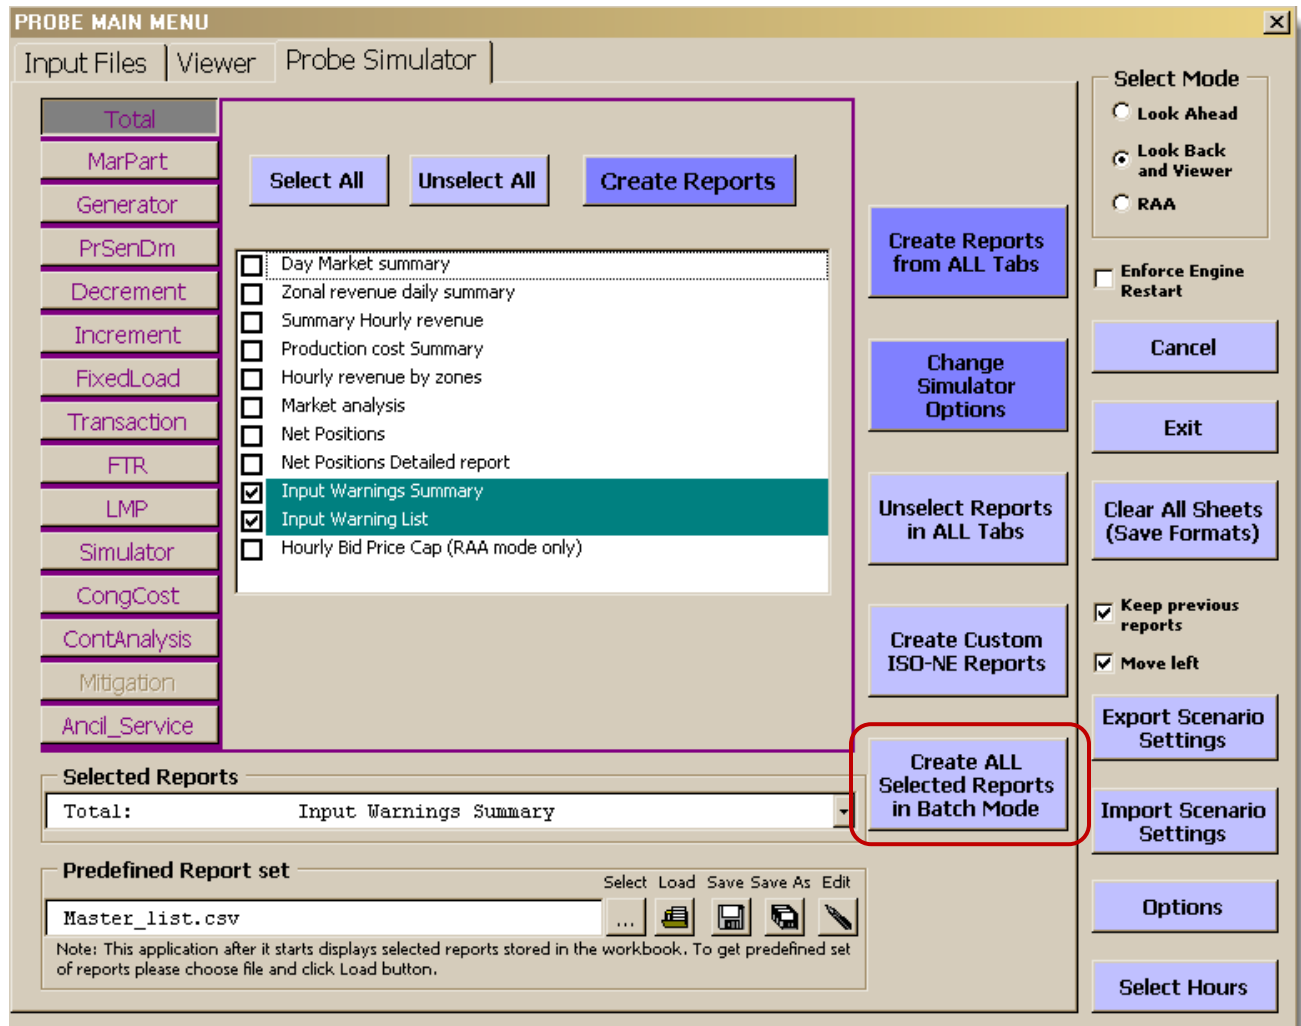 PROBE MAIN MENU
Input Files
Viewer
Probe Simulator
Total
MarPart
Generator
PrSenDm
Decrement
Increment
FixedLoad
Transaction
FTR
LMP
Simulator
CongCost
ContAnalysis
Mitigation
Ancil_Service
Select All
Unselect All
Create Reports
Day Market summary
Zonal revenue daily summary
Summary Hourly revenue
Production cost Summary
Hourly revenue by zones
Market analysis
Net Positions
Net Positions Detailed report
Input Warnings Summary
Input Warning List
Hourly Bid Price Cap (RAA mode only)
Create Reports
from ALL Tabs
Change
Simulator
Options
Unselect Reports
in ALL Tabs
Create Custom
ISO-NE Reports
Create ALL
Selected Reports
in Batch Mode
Select Mode
Look Ahead
Look Back
and Viewer
RAA
Enforce Engine
Restart
Cancel
Exit
Clear All Sheets
(Save Formats)
Keep previous
reports
Move left
Export Scenario
Settings
Import Scenario
Settings
Options
Select Hours
Selected Reports
Total: Input Warnings Summary
Predefined Report set
Select Load Save Save As Edit
Master_list.csv
...
Note: This application after it starts displays selected reports stored in the workbook. To get predefined set
of reports please choose file and click Load button.